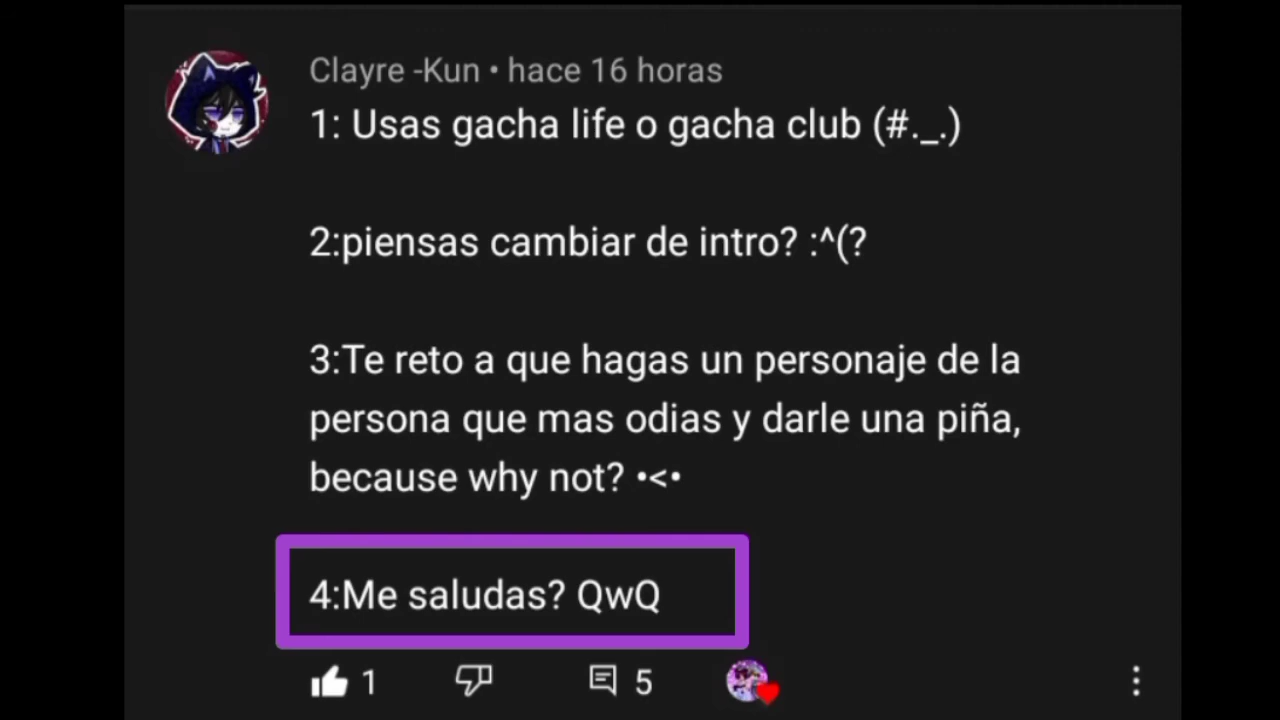 Clayre -Kun • hace 16 horas
1: Usas gacha life o gacha club (#._.)
2:piensas cambiar de intro? :^(?
3:Te reto a que hagas un personaje de la
persona que mas odias y darle una piña,
because why not? •<•
4:Me saludas? QwQ
1 5